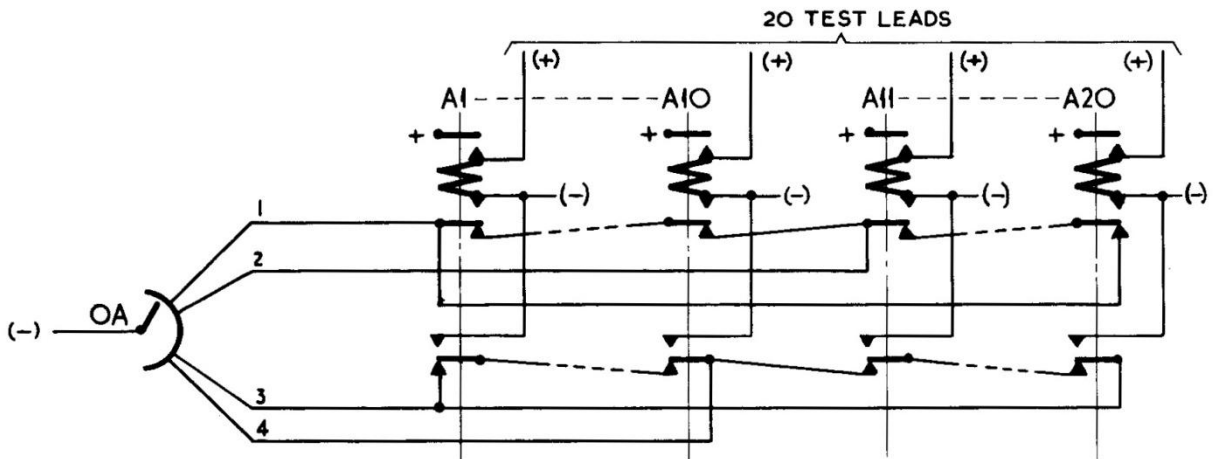 20 TEST LEADS
(+) (+) (+) (+)
A1 A10 A11 A20
+ + + +
(-) (-) (-) (-)
1
2
(-) OA
3
4